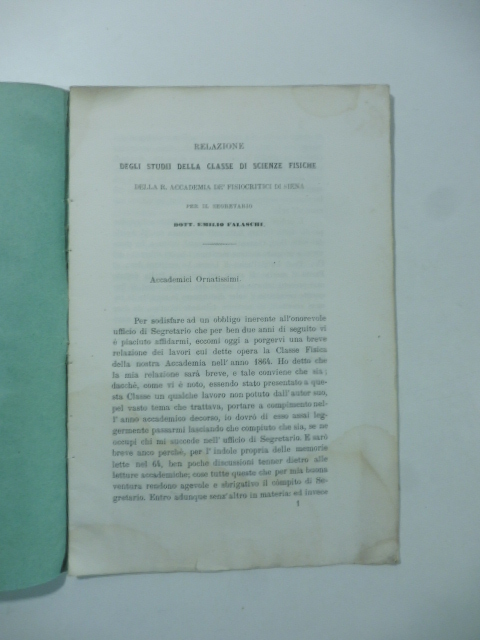 RELAZIONE
DEGLI STUDII DELLA CLASSE DI SCIENZE FISICHE
DELLA R. ACCADEMIA DE' FISIOCRITICI DI SIENA
PER IL SEGRETARIO
DOTT. EMILIO FALASCHI.
Accademici Ornatissimi.
Per sodisfare ad un obbligo inerente all'onorevole
ufficio di Segretario che per ben due anni di seguito vi
è piaciuto affidarmi, eccomi oggi a porgervi una breve
relazione dei lavori cui dette opera la Classe Fisica
della nostra Accademia nell'anno 1864. Ho detto che
la mia relazione sarà breve, e tale conviene che sia;
dacchè, come vi è noto, essendo stato presentato a que-
sta Classe un qualche lavoro non potuto dall'autor suo,
pel vasto tema che trattava, portare a compimento nel-
l'anno accademico decorso, io dovrò di esso assai leg-
germente passarmi lasciando che compiuto che sia, se ne
occupi chi mi succede nell'ufficio di Segretario. E sarò
breve anco perchè, per l'indole propria delle memorie
lette nel 64, ben poche discussioni tenner dietro alle
letture accademiche; cose tutte queste che per mia buona
ventura rendono agevole e sbrigativo il còmpito di Se-
gretario. Entro adunque senz'altro in materia: ed invece
1